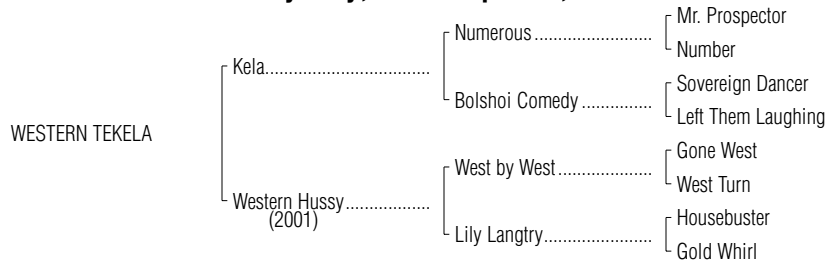 Mr. Prospector
Numerous
Number
Kela
Sovereign Dancer
Bolshoi Comedy
Left Them Laughing
WESTERN TEKELA
Gone West
West by West
West Turn
Western Hussy
(2001)
Housebuster
Lily Langtry
Gold Whirl